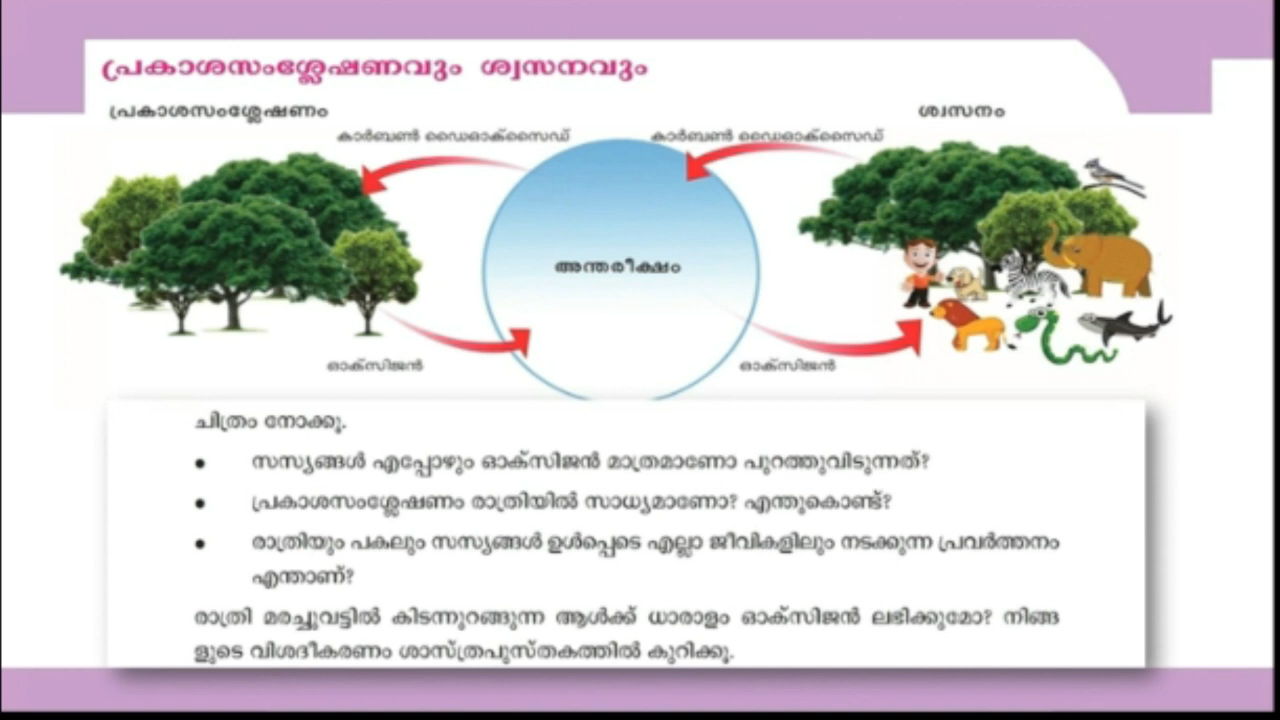 പ്രകാശസംശ്ലേഷണവും ശ്വസനവും
പ്രകാശസംശ്ലേഷണം
ശ്വസനം
കാർബൺ ഡൈഓക്സൈഡ്
കാർബൺ ഡൈഓക്സൈഡ്
അന്തരീക്ഷം
ഓക്സിജൻ
ഓക്സിജൻ
ചിത്രം നോക്കൂ.
• സസ്യങ്ങൾ എപ്പോഴും ഓക്സിജൻ മാത്രമാണോ പുറത്തുവിടുന്നത്?
• പ്രകാശസംശ്ലേഷണം രാത്രിയിൽ സാധ്യമാണോ? എന്തുകൊണ്ട്?
• രാത്രിയും പകലും സസ്യങ്ങൾ ഉൾപ്പെടെ എല്ലാ ജീവികളിലും നടക്കുന്ന പ്രവർത്തനം
എന്താണ്?
രാത്രി മരച്ചുവട്ടിൽ കിടന്നുറങ്ങുന്ന ആൾക്ക് ധാരാളം ഓക്സിജൻ ലഭിക്കുമോ? നിങ്ങ
ളുടെ വിശദീകരണം ശാസ്ത്രപുസ്തകത്തിൽ കുറിക്കൂ.